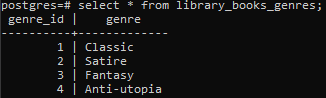 postgres=# select * from library_books_genres;
 genre_id |    genre
----------+-------------
        1 | Classic
        2 | Satire
        3 | Fantasy
        4 | Anti-utopia